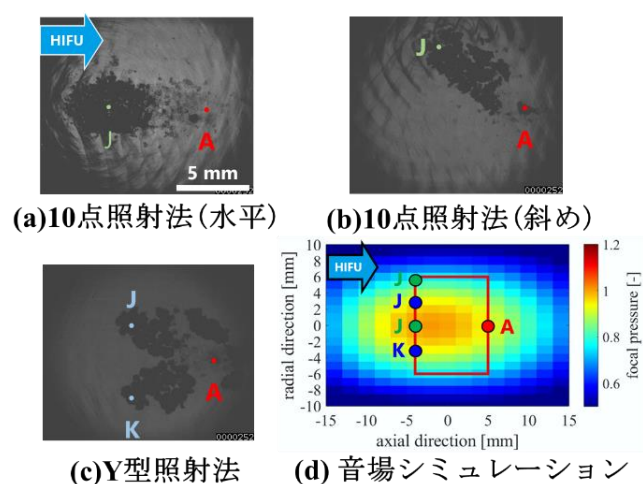 HIFU
J
A
5 mm
0000252
(a)10点照射法(水平)
J
A
0000252
(b)10点照射法(斜め)
J
A
K
0000252
(c)Y型照射法
HIFU
J
J
J
K
A
10
8
6
4
2
0
-2
-4
-6
-8
-10
radial direction [mm]
-15 -10 -5 0 5 10 15
axial direction [mm]
1.2
1
0.8
0.6
focal pressure [-]
(d) 音場シミュレーション